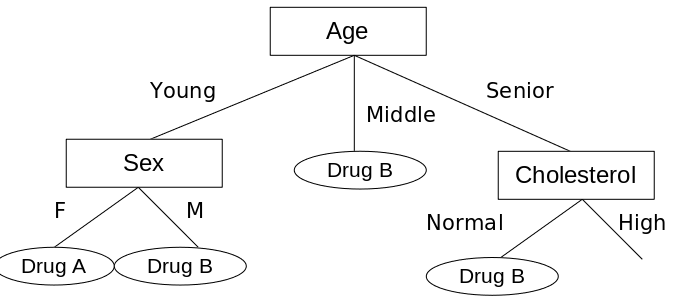 Age
Young
Middle
Senior
Sex
Drug B
Cholesterol
F
M
Normal
High
Drug A
Drug B
Drug B